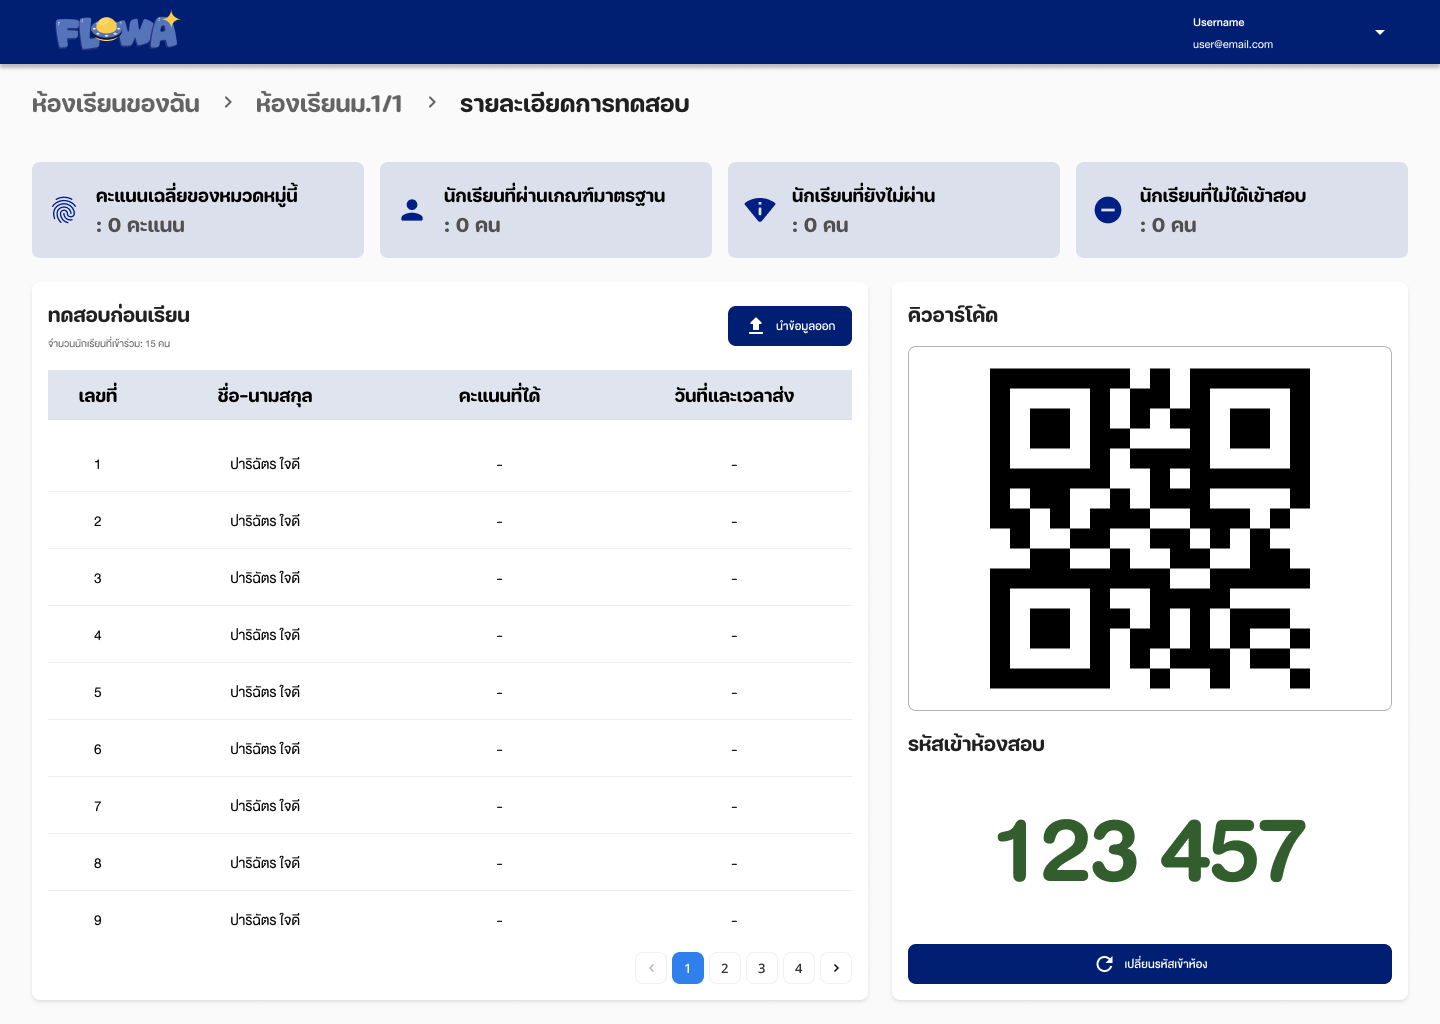 FLOWA
Username
user@email.com
ห้องเรียนของฉัน > ห้องเรียนม.1/1 > รายละเอียดการทดสอบ
คะแนนเฉลี่ยของหมวดหมู่นี้
: 0 คะแนน
นักเรียนที่ผ่านเกณฑ์มาตรฐาน
: 0 คน
นักเรียนที่ยังไม่ผ่าน
: 0 คน
นักเรียนที่ไม่ได้เข้าสอบ
: 0 คน
ทดสอบก่อนเรียน
จำนวนนักเรียนที่เข้าร่วม: 15 คน
นำข้อมูลออก
เลขที่ ชื่อ-นามสกุล คะแนนที่ได้ วันที่และเวลาส่ง
1 ปาริฉัตร ใจดี - -
2 ปาริฉัตร ใจดี - -
3 ปาริฉัตร ใจดี - -
4 ปาริฉัตร ใจดี - -
5 ปาริฉัตร ใจดี - -
6 ปาริฉัตร ใจดี - -
7 ปาริฉัตร ใจดี - -
8 ปาริฉัตร ใจดี - -
9 ปาริฉัตร ใจดี - -
< 1 2 3 4 >
คิวอาร์โค้ด
รหัสเข้าห้องสอบ
123 457
เปลี่ยนรหัสเข้าห้อง